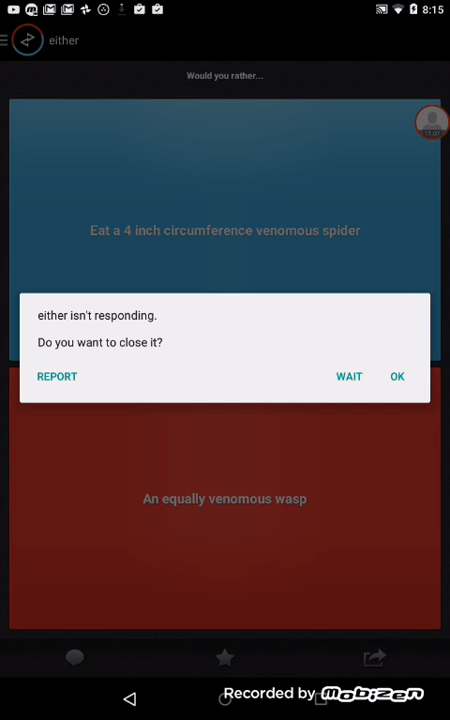 8:15
either
Would you rather...
Eat a 4 inch circumference venomous spider
either isn't responding.
Do you want to close it?
REPORT WAIT OK
An equally venomous wasp
Recorded by Mobizen